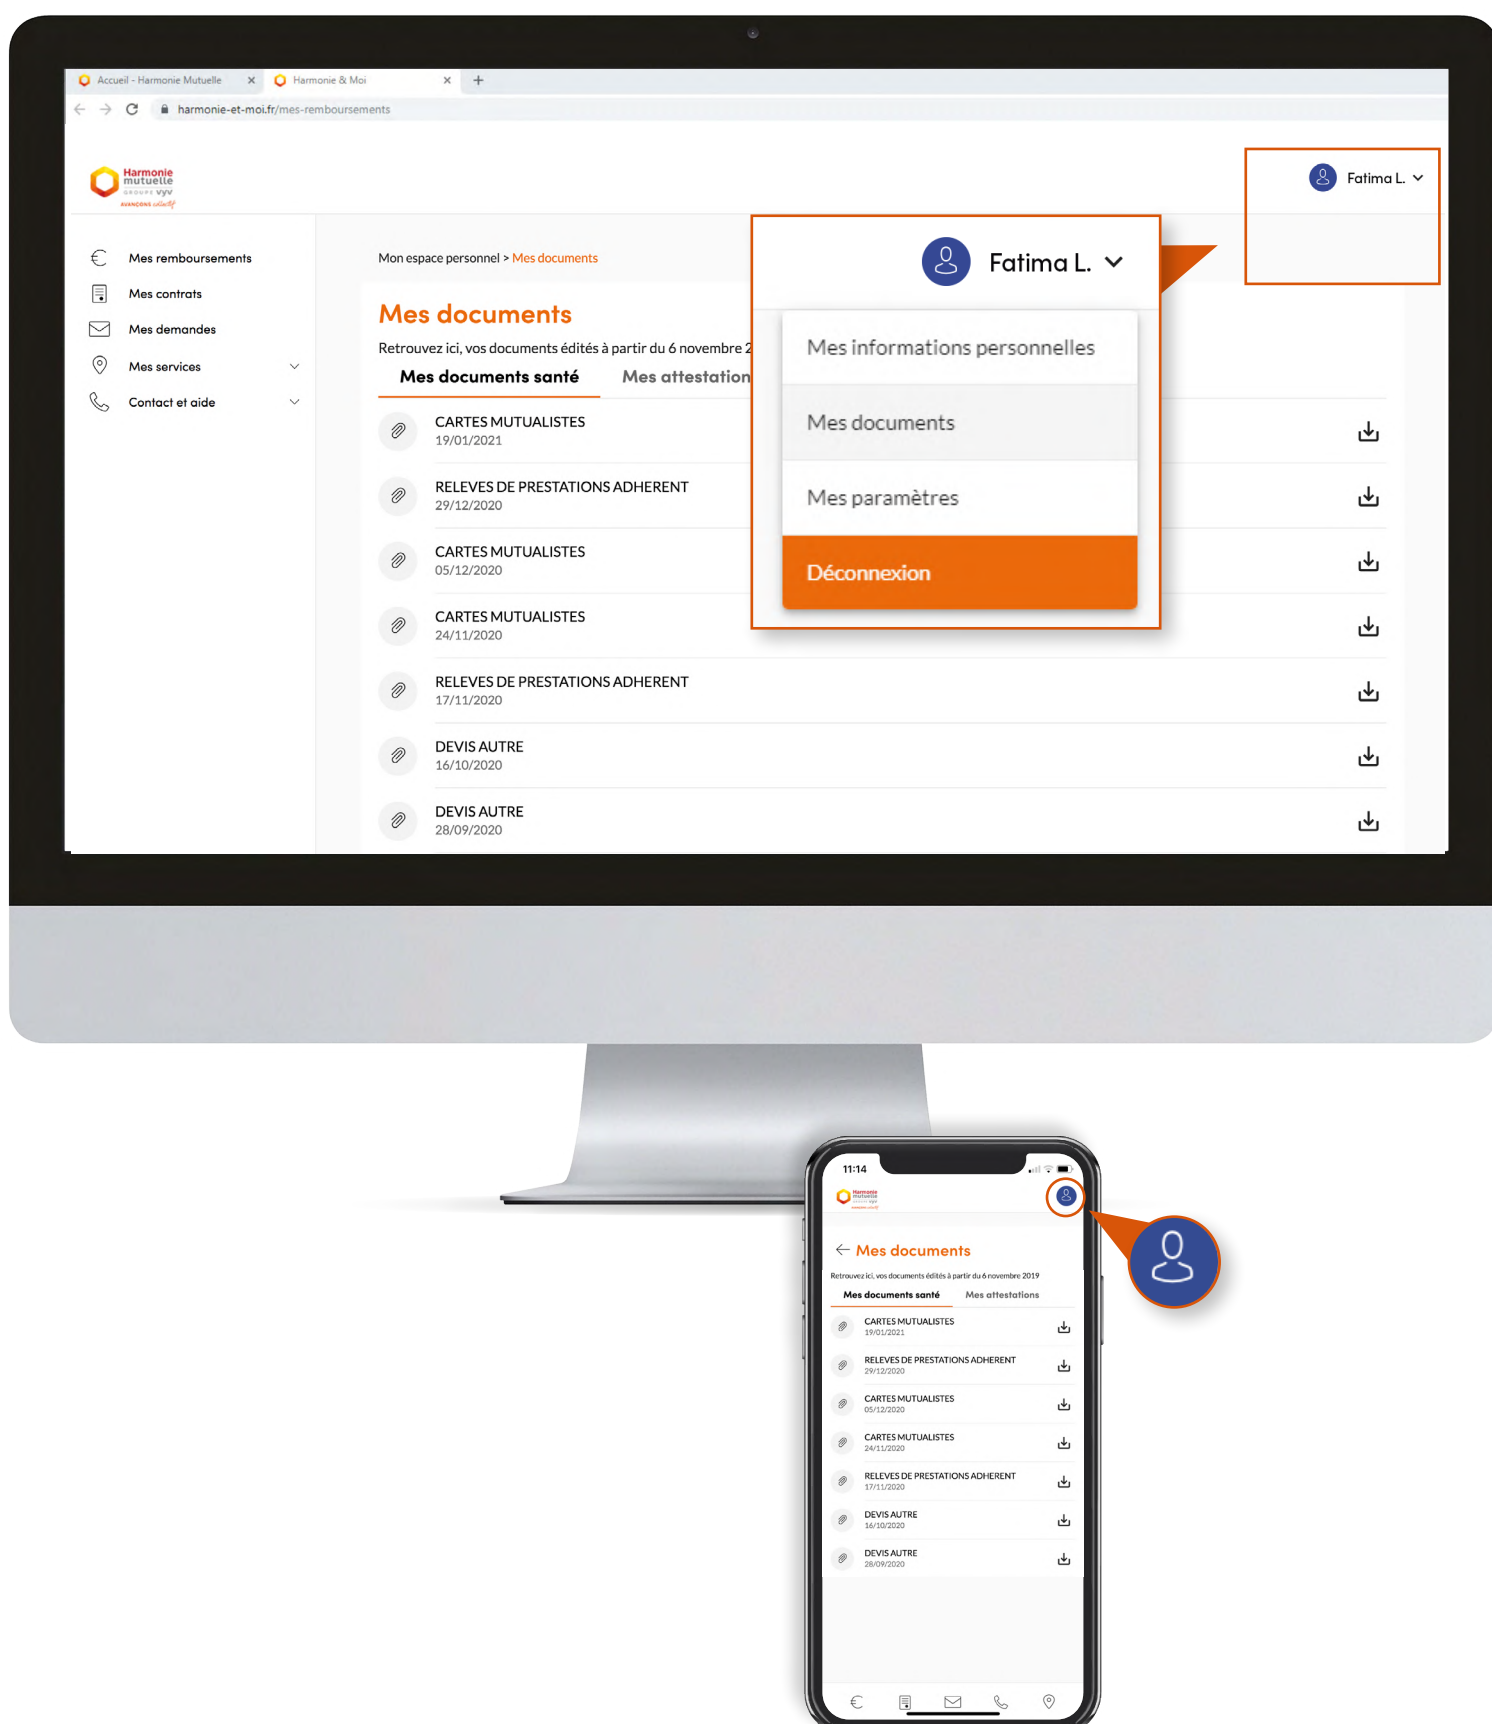 Accueil - Harmonie Mutuelle
Harmonie & Moi
harmonie-et-moi.fr/mes-remboursements
Harmonie
mutuelle
GROUPE vyv
AVANÇONS collectif
Fatima L.
Mes remboursements
Mes contrats
Mes demandes
Mes services
Contact et aide
Mon espace personnel > Mes documents
Mes documents
Retrouvez ici, vos documents édités à partir du 6 novembre 2
Mes documents santé Mes attestation
CARTES MUTUALISTES
19/01/2021
RELEVES DE PRESTATIONS ADHERENT
29/12/2020
CARTES MUTUALISTES
05/12/2020
CARTES MUTUALISTES
24/11/2020
RELEVES DE PRESTATIONS ADHERENT
17/11/2020
DEVIS AUTRE
16/10/2020
DEVIS AUTRE
28/09/2020
Fatima L.
Mes informations personnelles
Mes documents
Mes paramètres
Déconnexion
11:14
Harmonie
mutuelle
Mes documents
Retrouvez ici, vos documents édités à partir du 6 novembre 2019
Mes documents santé Mes attestations
CARTES MUTUALISTES
19/01/2021
RELEVES DE PRESTATIONS ADHERENT
29/12/2020
CARTES MUTUALISTES
05/12/2020
CARTES MUTUALISTES
24/11/2020
RELEVES DE PRESTATIONS ADHERENT
17/11/2020
DEVIS AUTRE
16/10/2020
DEVIS AUTRE
28/09/2020